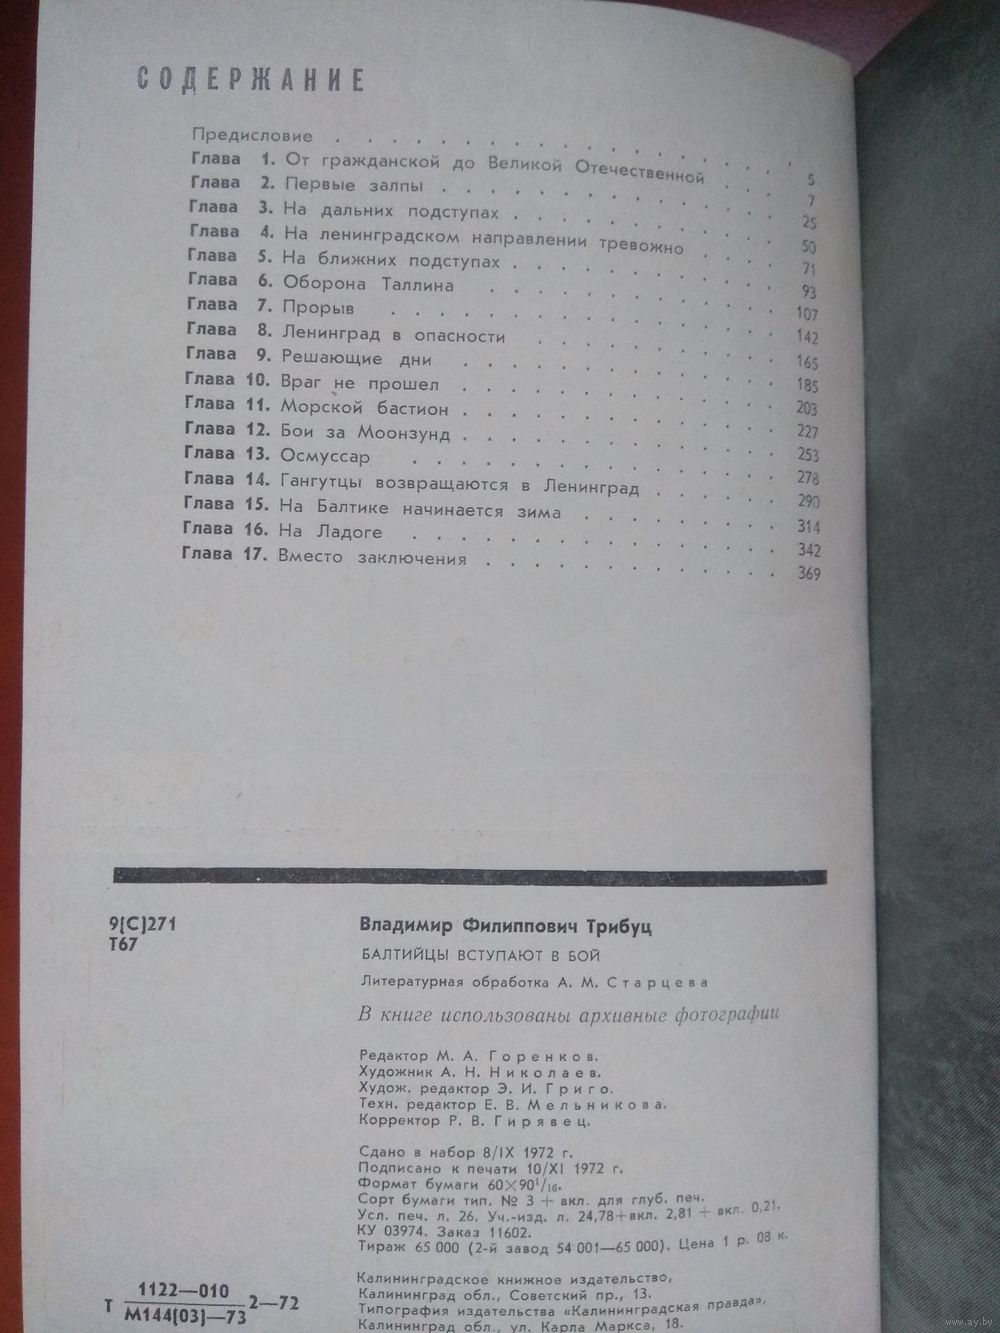 СОДЕРЖАНИЕ
Предисловие . . . . . . . . . . . . . . . . 5
Глава 1. От гражданской до Великой Отечественной . . . 7
Глава 2. Первые залпы . . . . . . . . . . . . . 25
Глава 3. На дальних подступах . . . . . . . . . . . 50
Глава 4. На ленинградском направлении тревожно . . . . 71
Глава 5. На ближних подступах . . . . . . . . . . . 93
Глава 6. Оборона Таллина . . . . . . . . . . . . 107
Глава 7. Прорыв . . . . . . . . . . . . . . . 142
Глава 8. Ленинград в опасности . . . . . . . . . . 165
Глава 9. Решающие дни . . . . . . . . . . . . . 185
Глава 10. Враг не прошел . . . . . . . . . . . . . 203
Глава 11. Морской бастион . . . . . . . . . . . . . 227
Глава 12. Бои за Моонзунд . . . . . . . . . . . . . 253
Глава 13. Осмуссар . . . . . . . . . . . . . . . 278
Глава 14. Гангутцы возвращаются в Ленинград . . . . . 290
Глава 15. На Балтике начинается зима . . . . . . . . . 314
Глава 16. На Ладоге . . . . . . . . . . . . . . 342
Глава 17. Вместо заключения . . . . . . . . . . . . 369
9(С)271
Т67
Владимир Филиппович Трибуц
БАЛТИЙЦЫ ВСТУПАЮТ В БОЙ
Литературная обработка А. М. Старцева
В книге использованы архивные фотографии
Редактор М. А. Горенков.
Художник А. Н. Николаев.
Худож. редактор Э. И. Григо.
Техн. редактор Е. В. Мельникова.
Корректор Р. В. Гирявец.
Сдано в набор 8/IX 1972 г.
Подписано к печати 10/XI 1972 г.
Формат бумаги 60×90¹/₁₆.
Сорт бумаги тип. № 3 + вкл. для глуб. печ.
Усл. печ. л. 26. Уч.-изд. л. 24,78+вкл. 2,81 + вкл. 0,21.
КУ 03974. Заказ 11602.
Тираж 65 000 (2-й завод 54 001—65 000). Цена 1 р. 08 к.
Калининградское книжное издательство,
Калининград обл., Советский пр., 13.
Типография издательства «Калининградская правда»,
Калининград обл., ул. Карла Маркса, 18.
Т 1122—010
М144(03)—73 2—72
www.ay.by